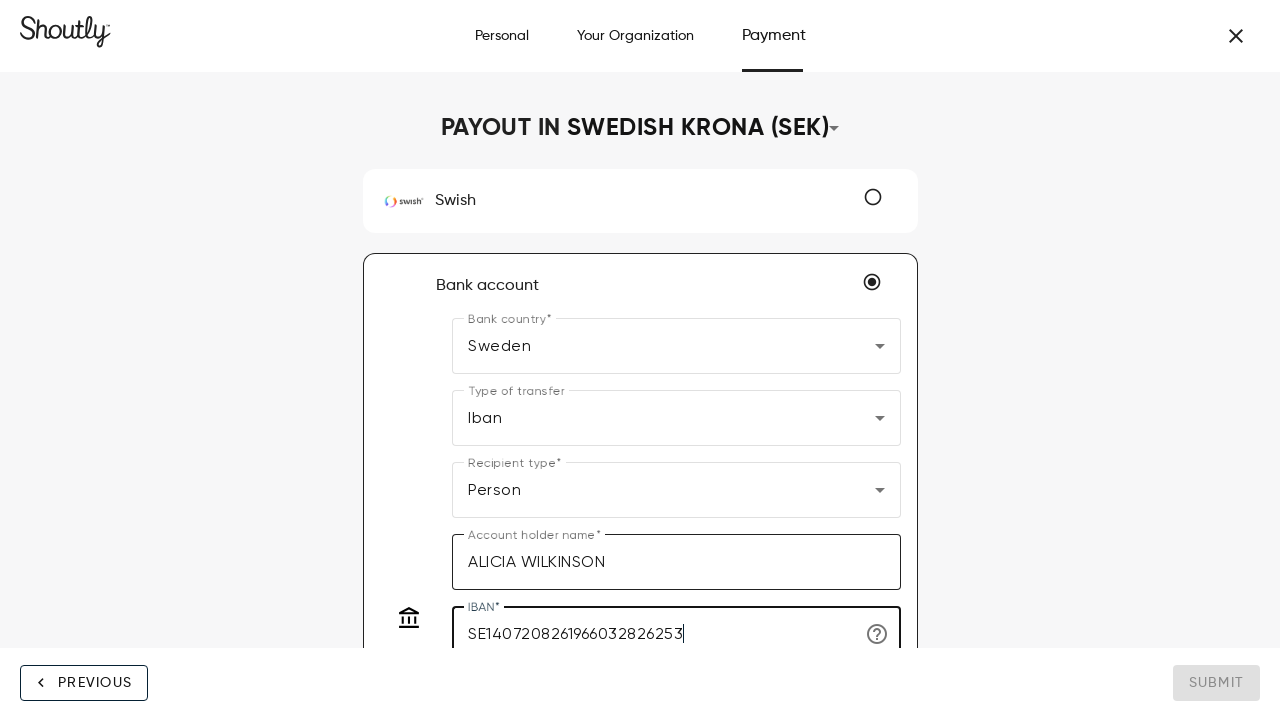 Shoutly
Personal
Your Organization
Payment
PAYOUT IN SWEDISH KRONA (SEK)
swish
Swish
Bank account
Bank country*
Sweden
Type of transfer
Iban
Recipient type*
Person
Account holder name*
ALICIA WILKINSON
IBAN*
SE1407208261966032826253
PREVIOUS
SUBMIT